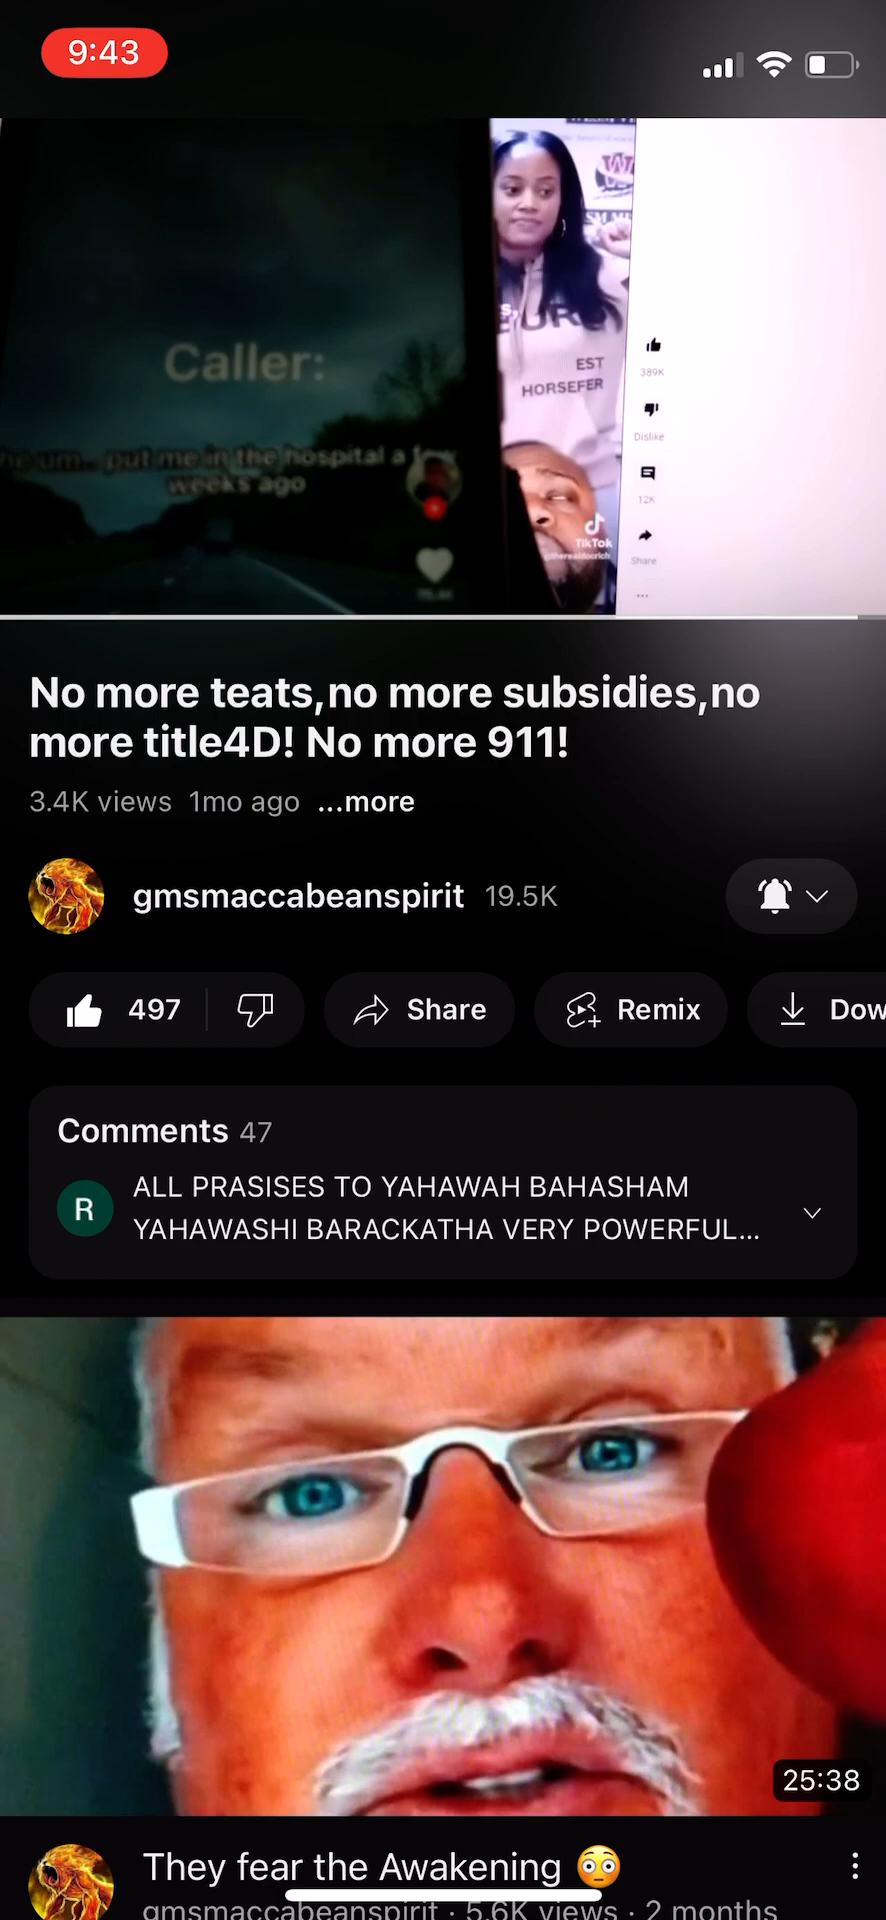 9:43
Caller:
um.. put me in the hospital a few
weeks ago
EST
HORSEFER
389K
Dislike
12K
Share
...
TikTok
No more teats,no more subsidies,no
more title4D! No more 911!
3.4K views 1mo ago ...more
gmsmaccabeanspirit 19.5K
497 Share Remix Dow
Comments 47
R
ALL PRASISES TO YAHAWAH BAHASHAM
YAHAWASHI BARACKATHA VERY POWERFUL...
25:38
They fear the Awakening 😳
gmsmaccabeanspirit · 5.6K views · 2 months